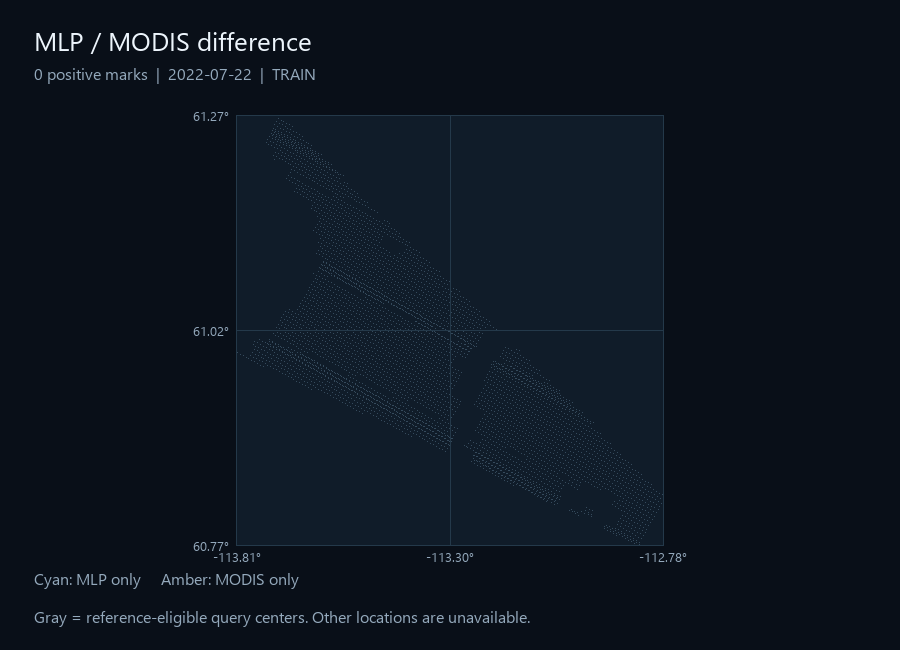 MLP / MODIS difference
0 positive marks | 2022-07-22 | TRAIN
61.27°
61.02°
60.77°
-113.81° -113.30° -112.78°
Cyan: MLP only Amber: MODIS only
Gray = reference-eligible query centers. Other locations are unavailable.